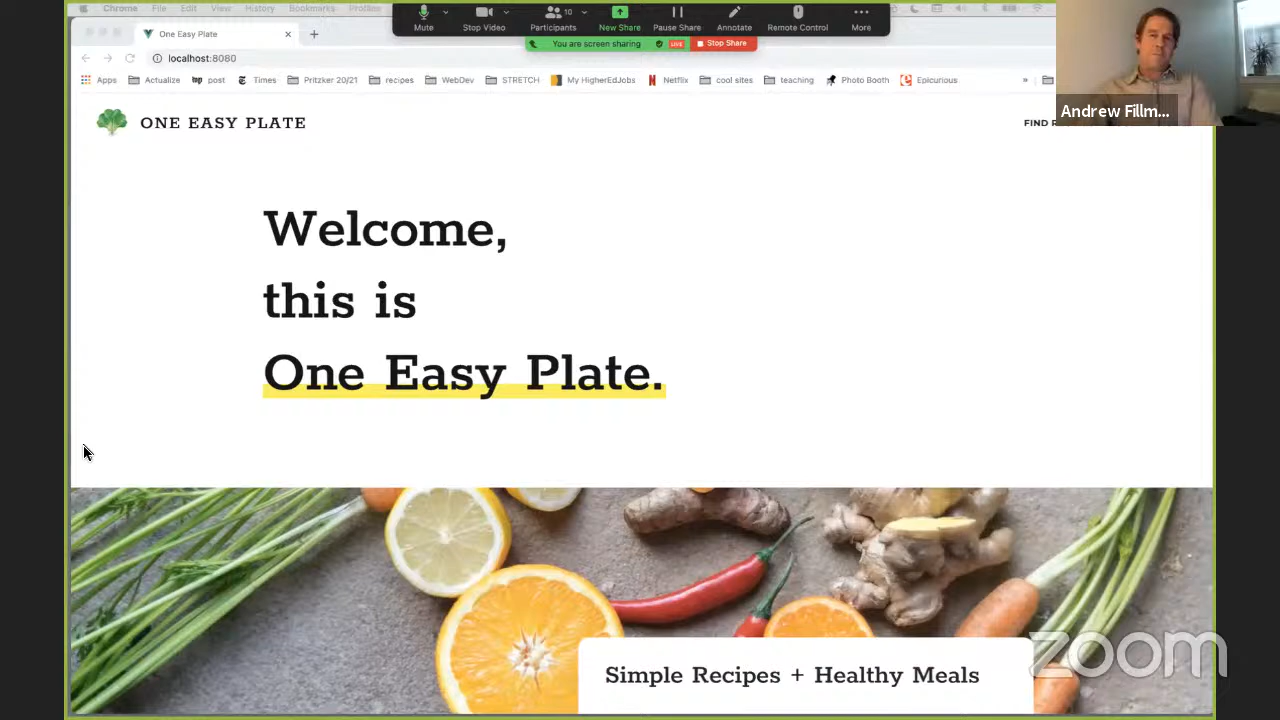 Chrome File Edit View History Bookmarks Profiles
Mute Stop Video Participants 10 New Share Pause Share Annotate Remote Control More
You are screen sharing LIVE Stop Share
One Easy Plate
localhost:8080
Apps Actualize post Times Pritzker 20/21 recipes WebDev STRETCH My HigherEdJobs Netflix cool sites teaching Photo Booth Epicurious
Andrew Fillm...
ONE EASY PLATE
FIND
Welcome,
this is
One Easy Plate.
Simple Recipes + Healthy Meals
zoom